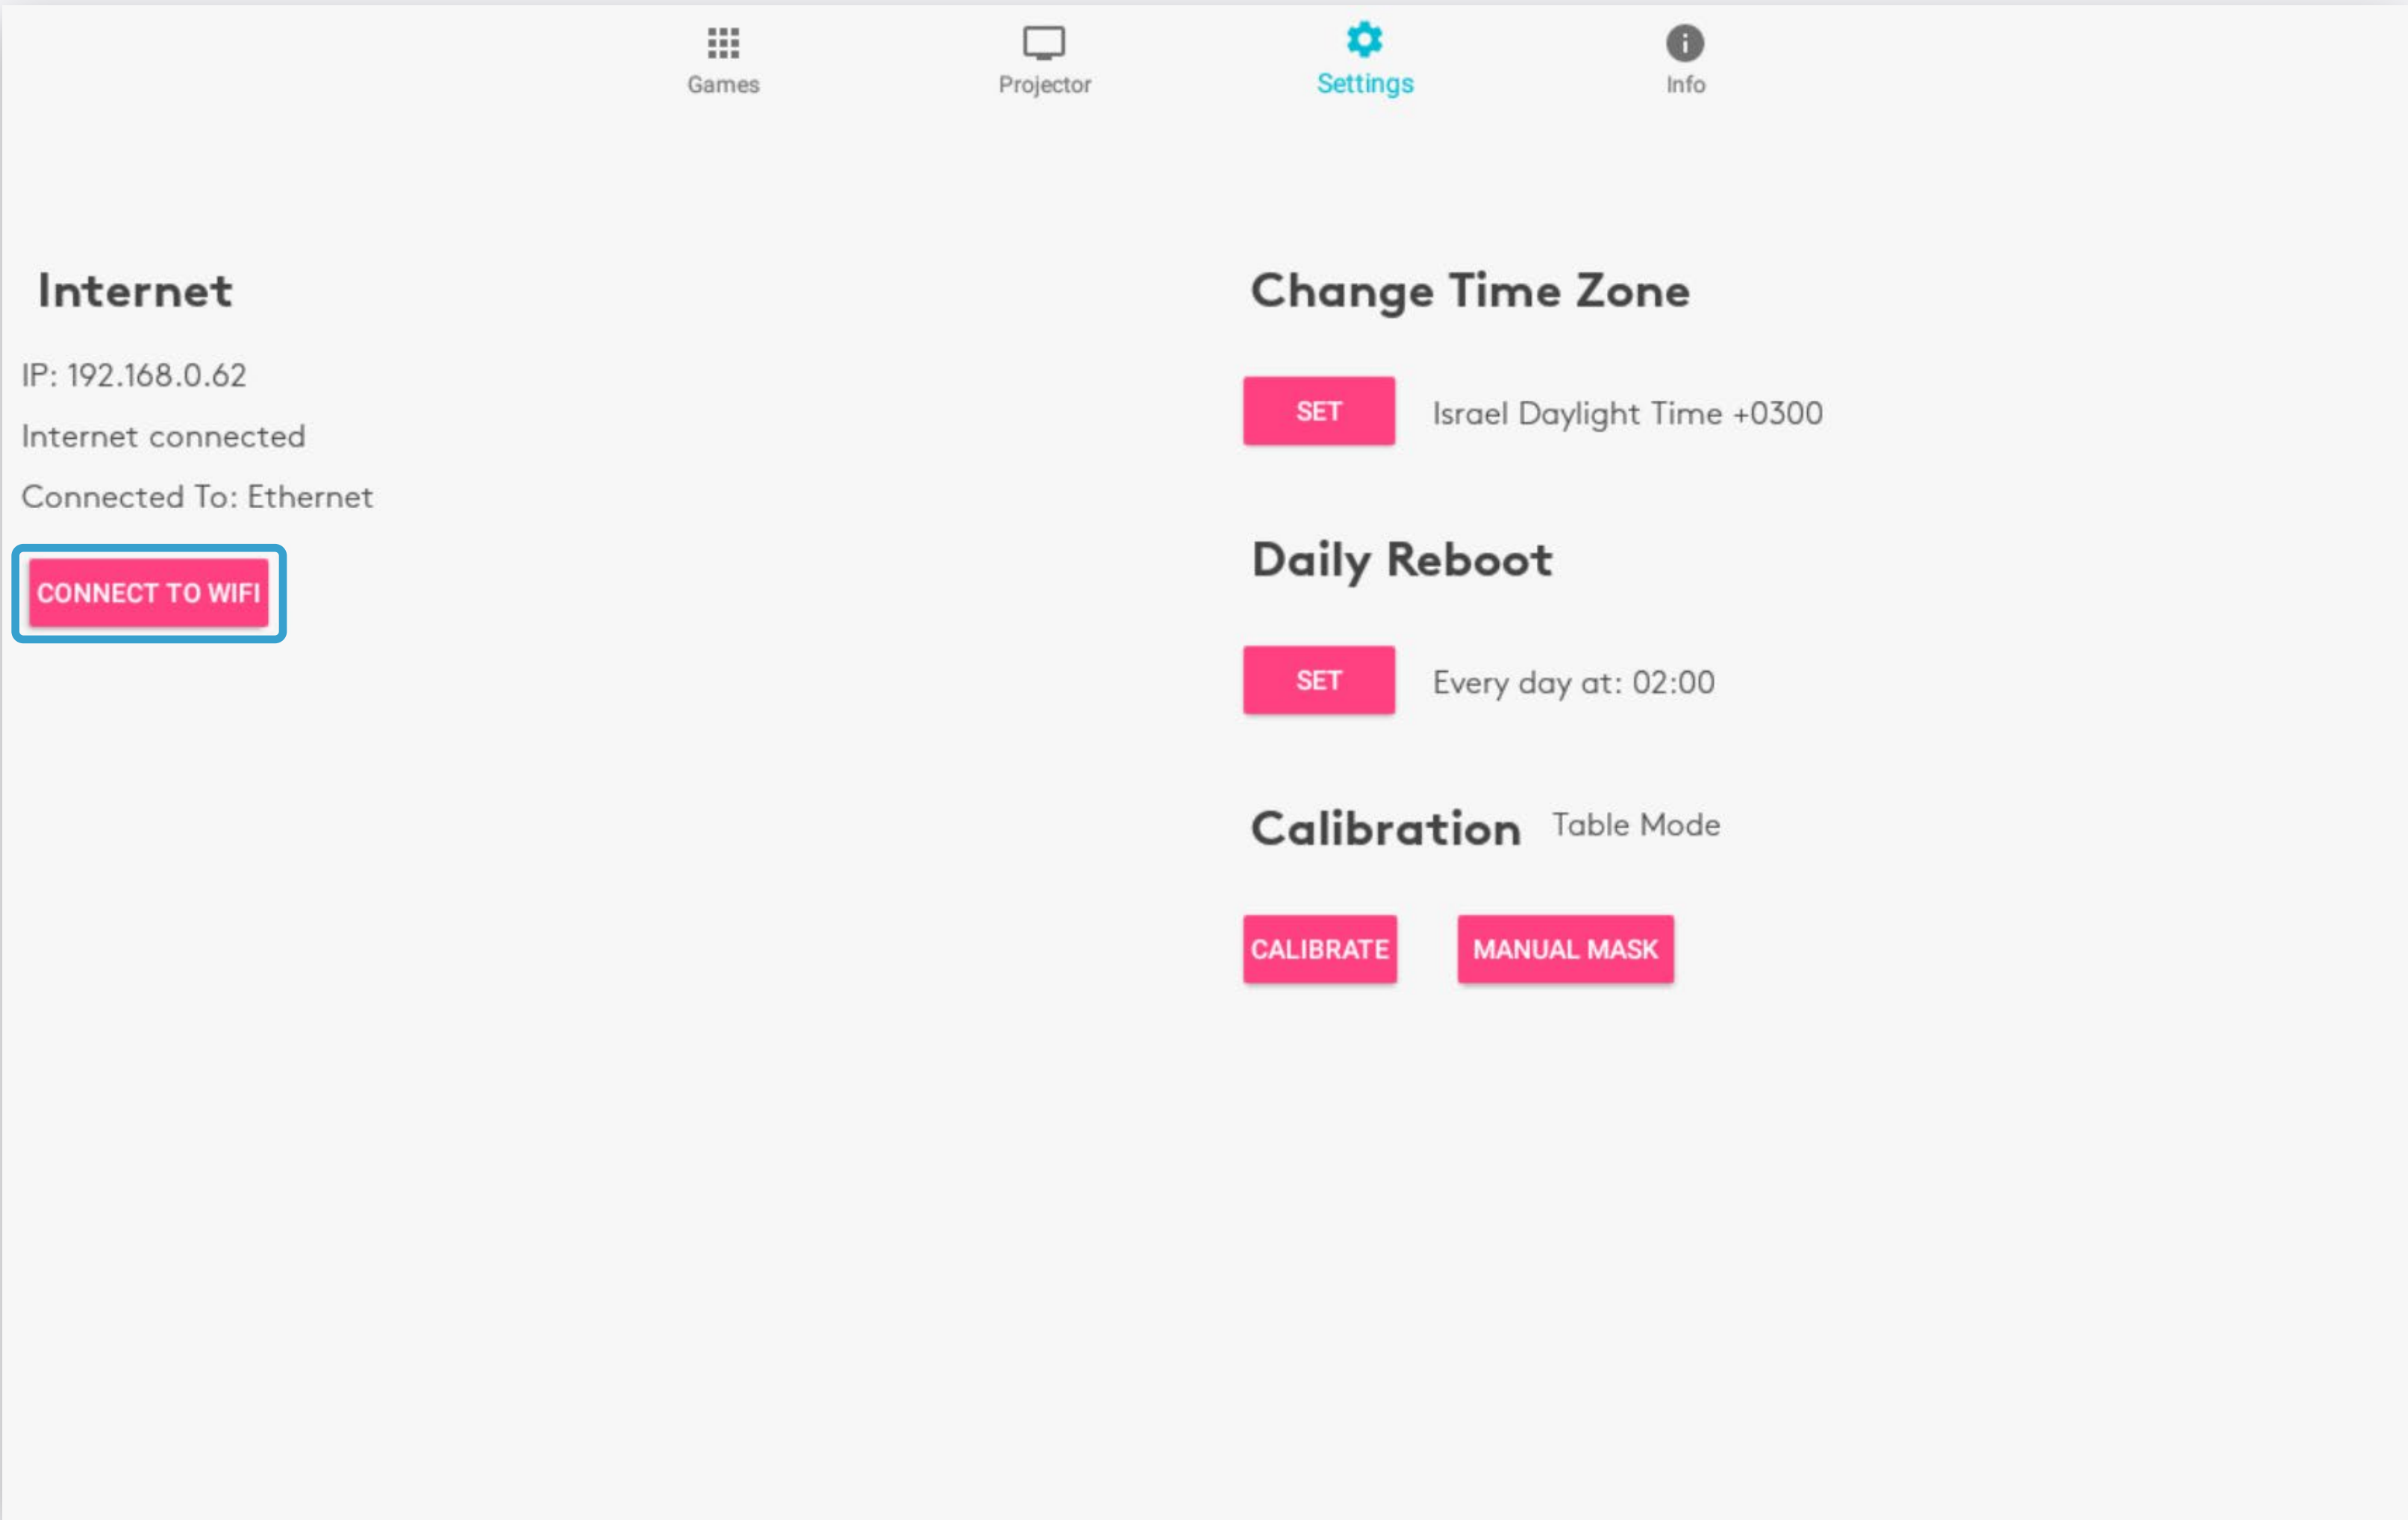 Games
Projector
Settings
Info
Internet
IP: 192.168.0.62
Internet connected
Connected To: Ethernet
CONNECT TO WIFI
Change Time Zone
SET Israel Daylight Time +0300
Daily Reboot
SET Every day at: 02:00
Calibration Table Mode
CALIBRATE MANUAL MASK